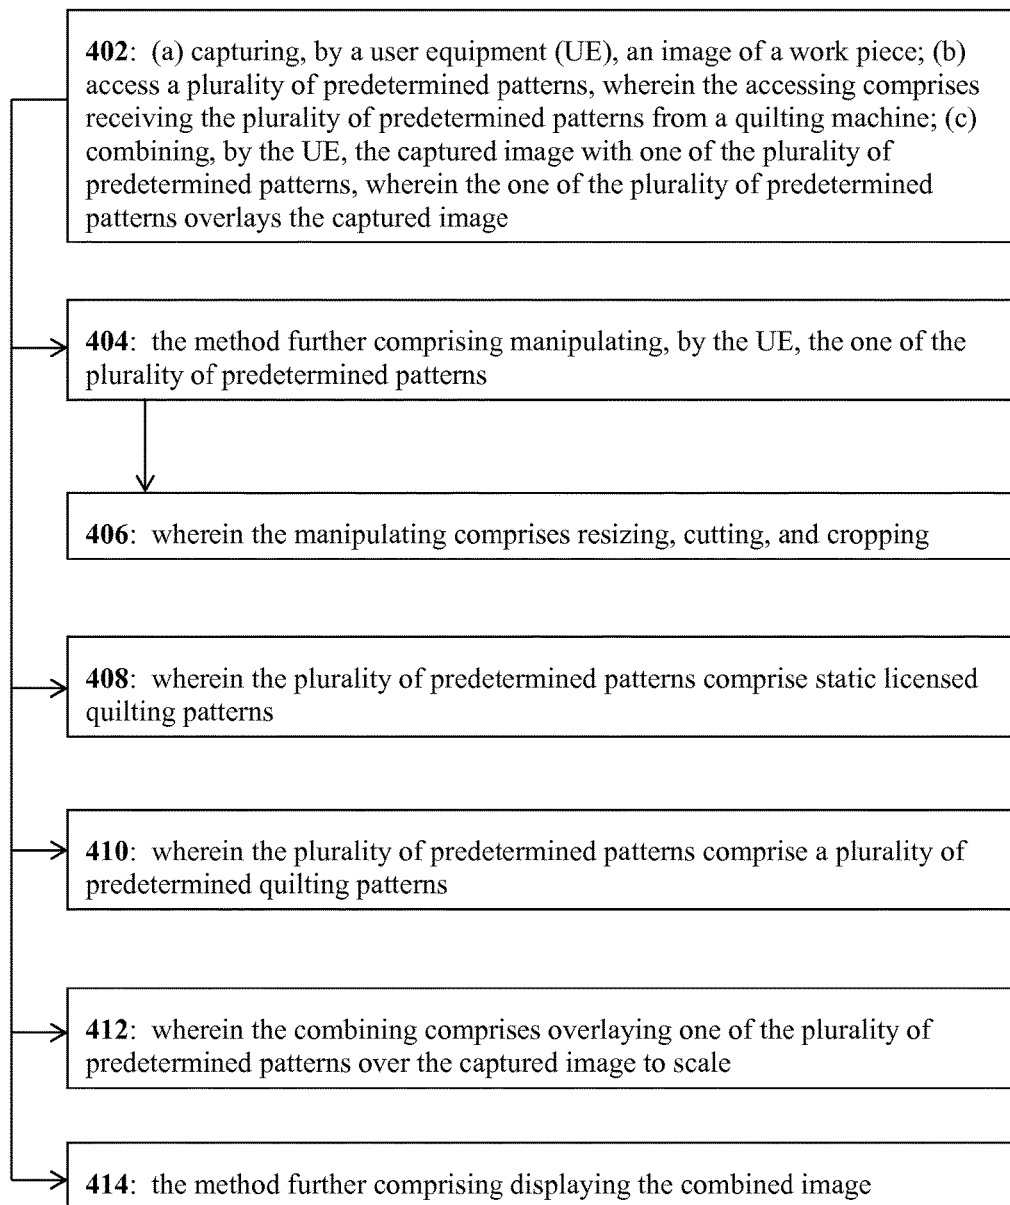 402: (a) capturing, by a user equipment (UE), an image of a work piece; (b)
access a plurality of predetermined patterns, wherein the accessing comprises
receiving the plurality of predetermined patterns from a quilting machine; (c)
combining, by the UE, the captured image with one of the plurality of
predetermined patterns, wherein the one of the plurality of predetermined
patterns overlays the captured image
404: the method further comprising manipulating, by the UE, the one of the
plurality of predetermined patterns
406: wherein the manipulating comprises resizing, cutting, and cropping
408: wherein the plurality of predetermined patterns comprise static licensed
quilting patterns
410: wherein the plurality of predetermined patterns comprise a plurality of
predetermined quilting patterns
412: wherein the combining comprises overlaying one of the plurality of
predetermined patterns over the captured image to scale
414: the method further comprising displaying the combined image